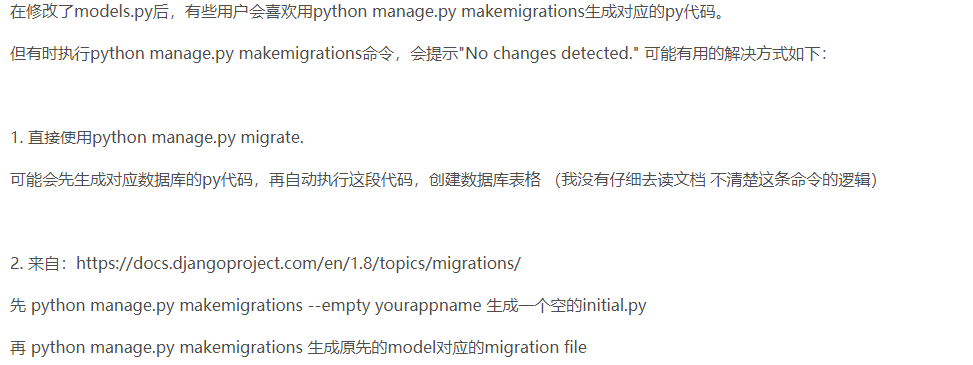 在修改了models.py后，有些用户会喜欢用python manage.py makemigrations生成对应的py代码。
但有时执行python manage.py makemigrations命令，会提示"No changes detected." 可能有用的解决方式如下：
1. 直接使用python manage.py migrate.
可能会先生成对应数据库的py代码，再自动执行这段代码，创建数据库表格 （我没有仔细去读文档 不清楚这条命令的逻辑）
2. 来自：https://docs.djangoproject.com/en/1.8/topics/migrations/
先 python manage.py makemigrations --empty yourappname 生成一个空的initial.py
再 python manage.py makemigrations 生成原先的model对应的migration file